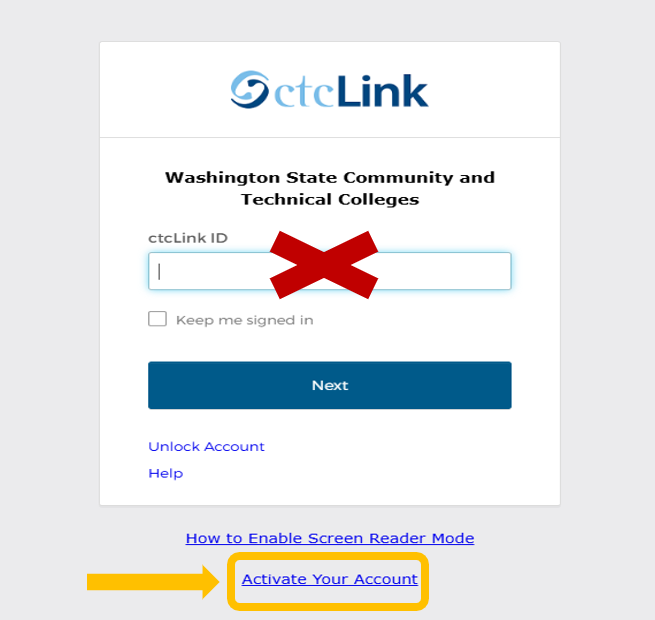 ctcLink
Washington State Community and
Technical Colleges
ctcLink ID
Keep me signed in
Next
Unlock Account
Help
How to Enable Screen Reader Mode
Activate Your Account